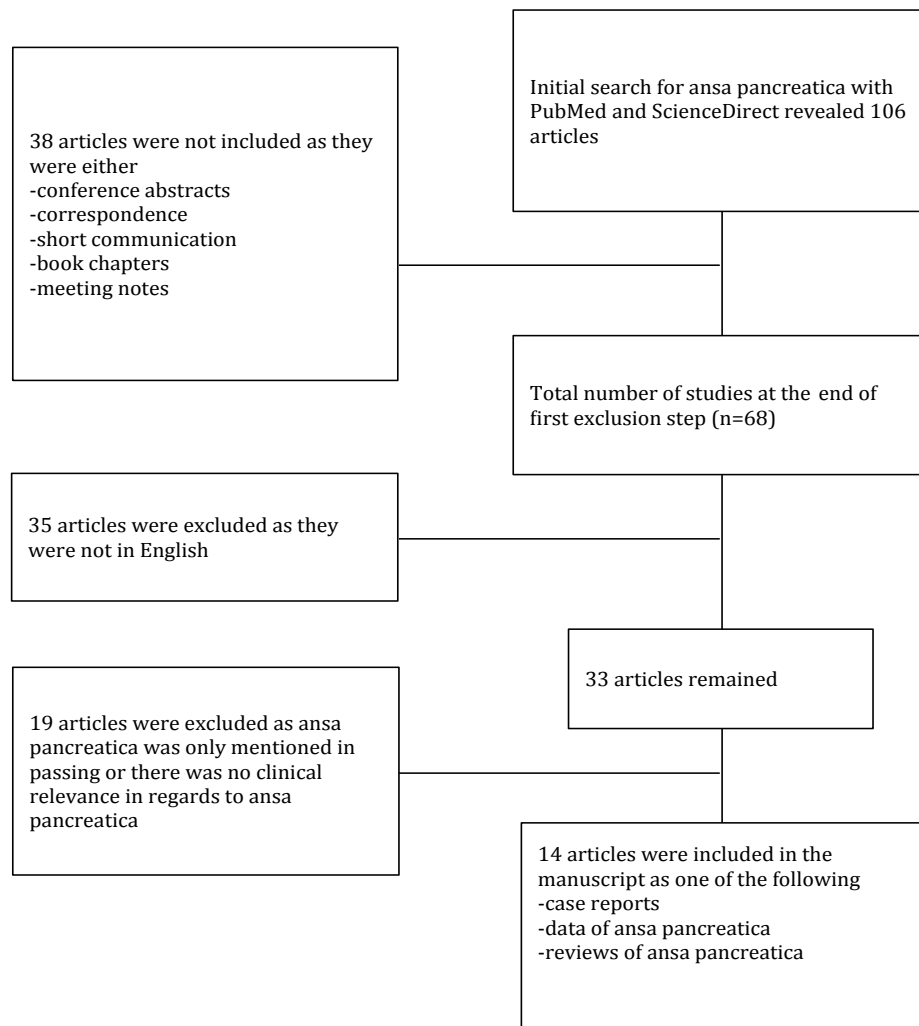 Initial search for ansa pancreatica with
PubMed and ScienceDirect revealed 106
articles
38 articles were not included as they
were either
-conference abstracts
-correspondence
-short communication
-book chapters
-meeting notes
Total number of studies at the end of
first exclusion step (n=68)
35 articles were excluded as they
were not in English
33 articles remained
19 articles were excluded as ansa
pancreatica was only mentioned in
passing or there was no clinical
relevance in regards to ansa
pancreatica
14 articles were included in the
manuscript as one of the following
-case reports
-data of ansa pancreatica
-reviews of ansa pancreatica